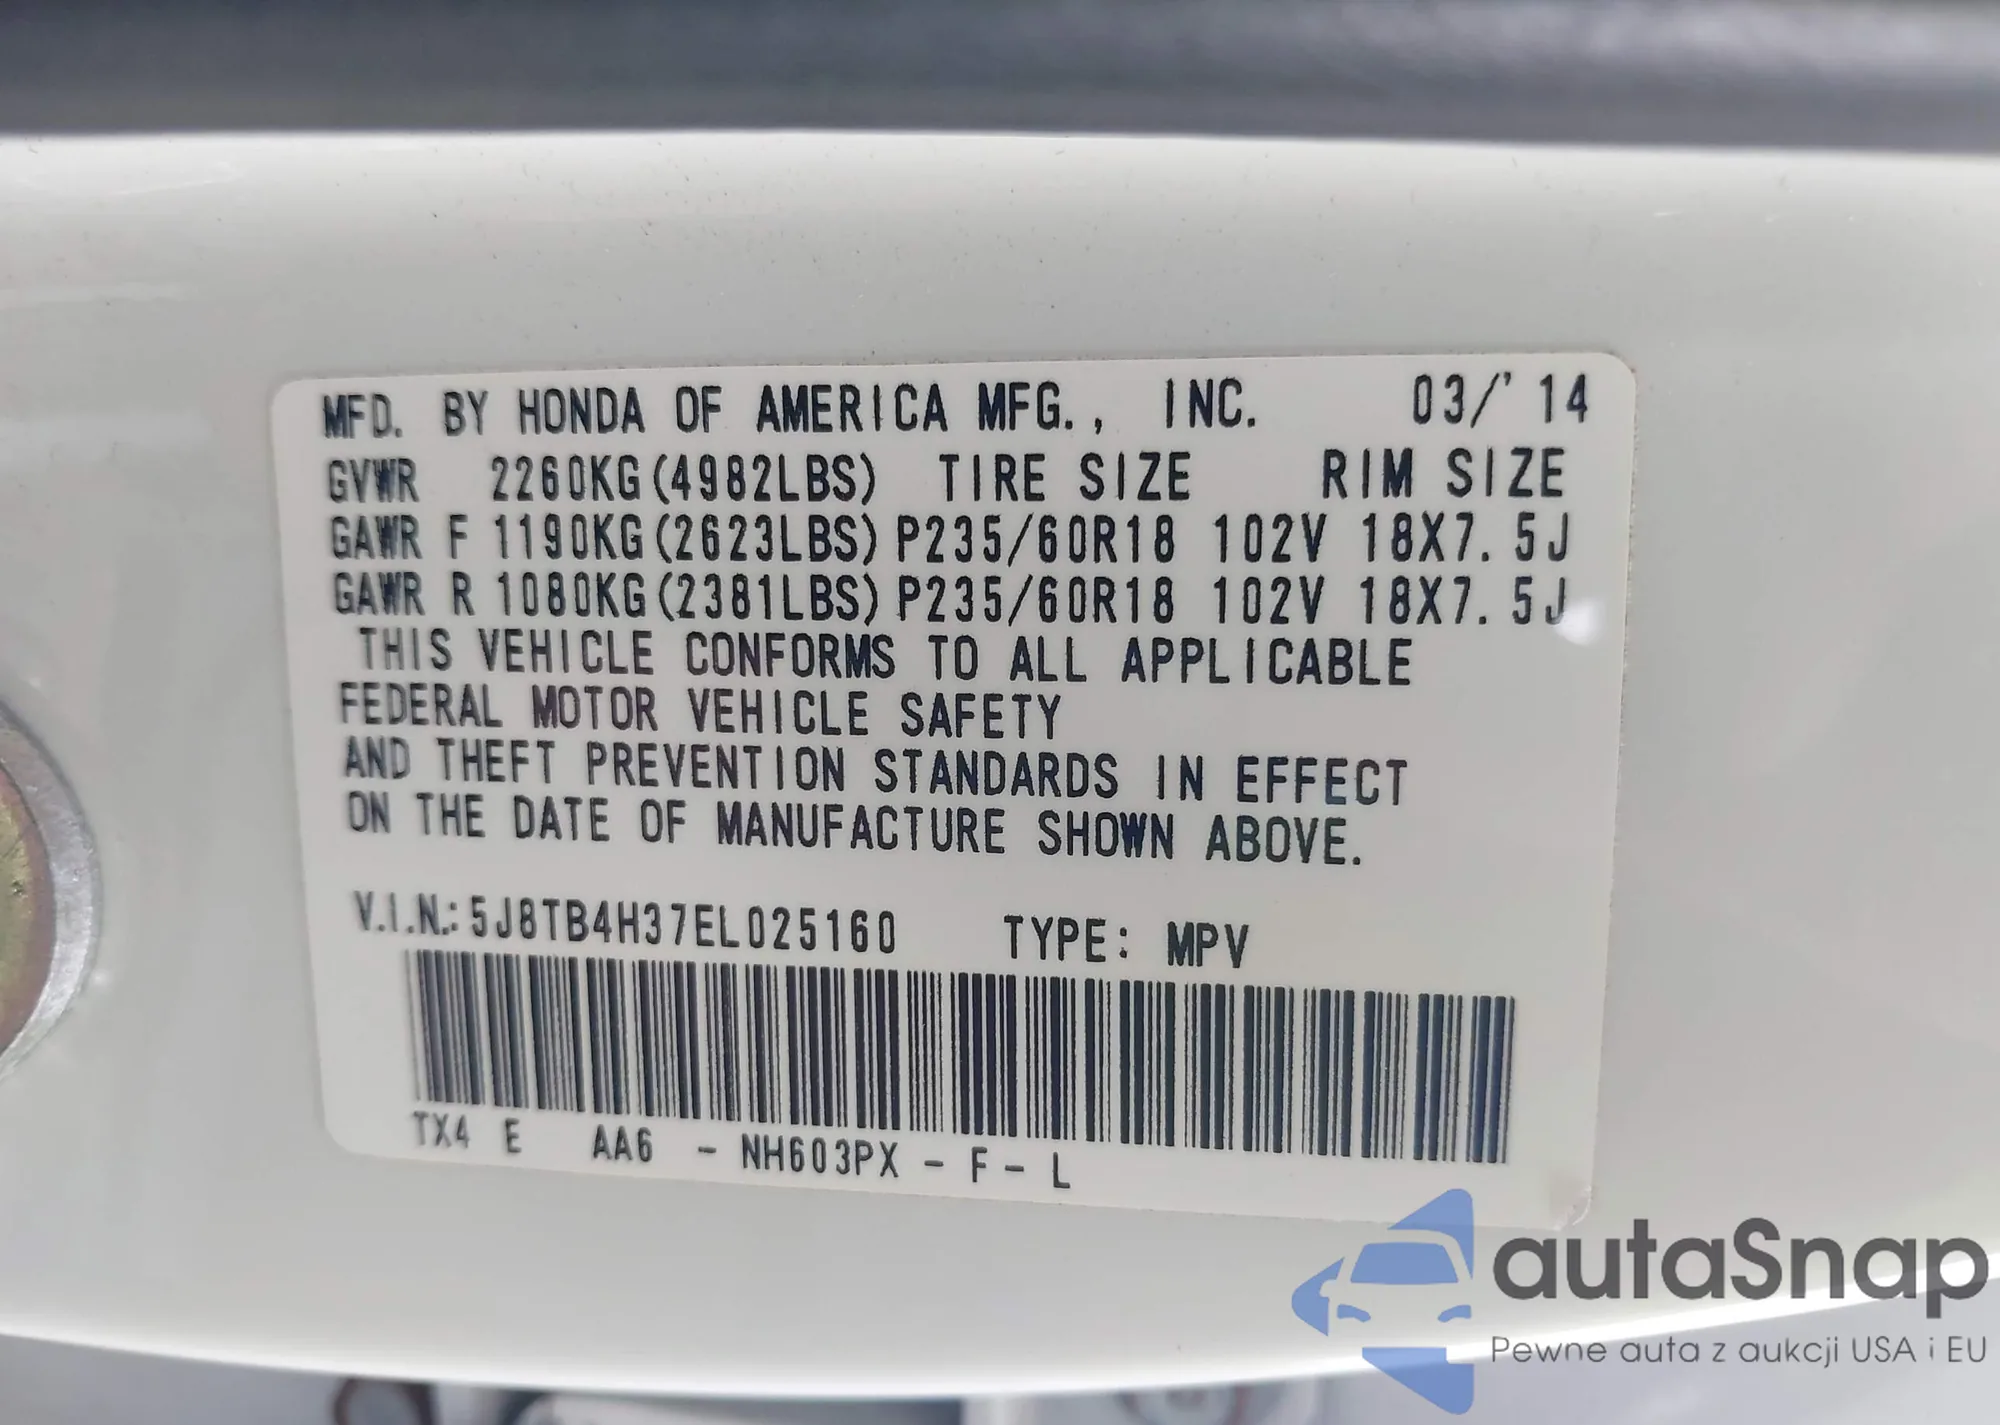 MFD. BY HONDA OF AMERICA MFG., INC. 03/'14
GVWR 2260KG(4982LBS) TIRE SIZE RIM SIZE
GAWR F 1190KG(2623LBS) P235/60R18 102V 18X7.5J
GAWR R 1080KG(2381LBS) P235/60R18 102V 18X7.5J
THIS VEHICLE CONFORMS TO ALL APPLICABLE
FEDERAL MOTOR VEHICLE SAFETY
AND THEFT PREVENTION STANDARDS IN EFFECT
ON THE DATE OF MANUFACTURE SHOWN ABOVE.
V.I.N.: 5J8TB4H37EL025160 TYPE: MPV
TX4 E AA6 - NH603PX - F - L
autaSnap
Pewne auta z aukcji USA i EU